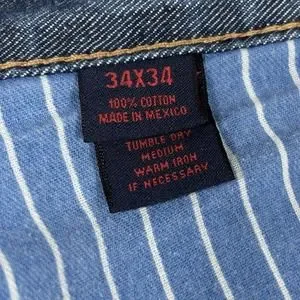 34X34
100% COTTON
MADE IN MEXICO
TUMBLE DRY
MEDIUM
WARM IRON
IF NECESSARY